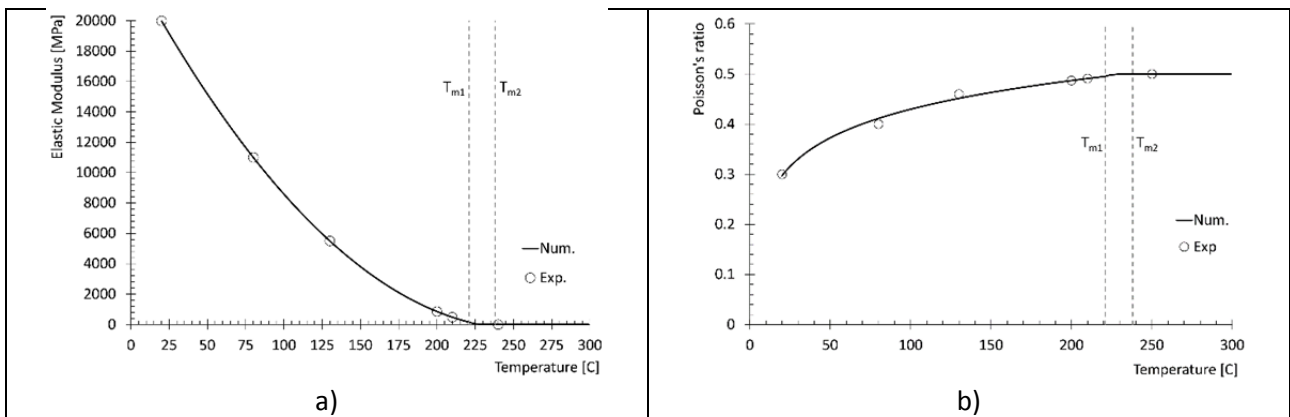 Elastic Modulus [MPa]
20000
18000
16000
14000
12000
10000
8000
6000
4000
2000
0
Tm1
Tm2
Num.
Exp.
0 25 50 75 100 125 150 175 200 225 250 275 300
Temperature [C]
a)
Poisson's ratio
0.6
0.5
0.4
0.3
0.2
0.1
0
Tm1
Tm2
Num.
Exp
0 50 100 150 200 250 300
Temperature [C]
b)